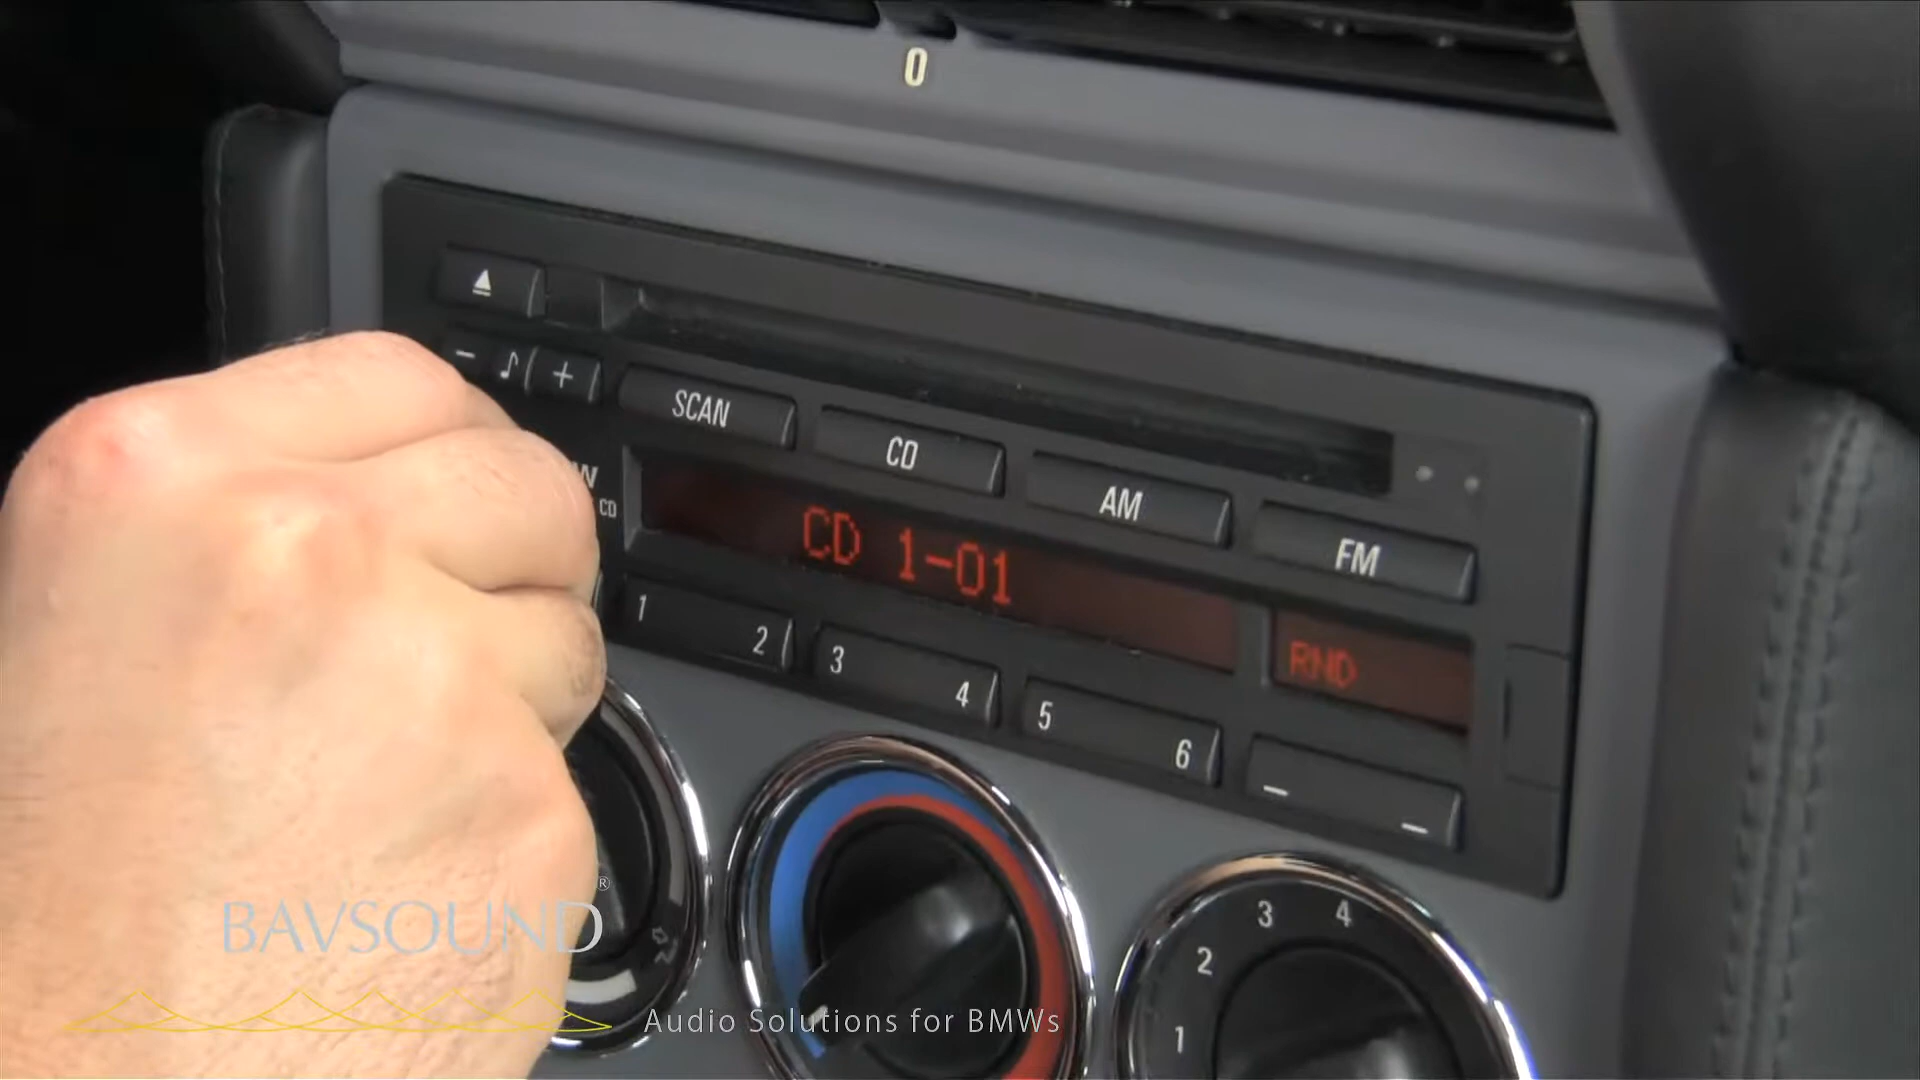 0
SCAN
CD
AM
FM
W
CD
CD 1-01
RND
1 2
3 4
5 6
1 2 3 4
BAVSOUND®
Audio Solutions for BMWs